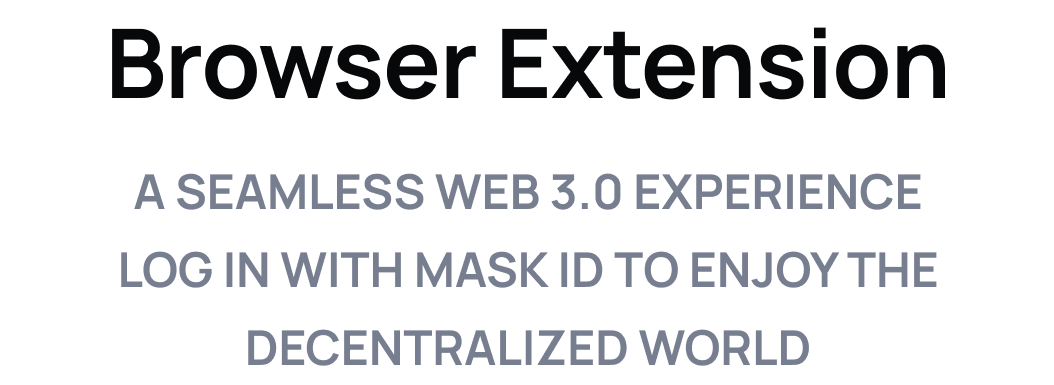 Browser Extension
A SEAMLESS WEB 3.0 EXPERIENCE
LOG IN WITH MASK ID TO ENJOY THE
DECENTRALIZED WORLD